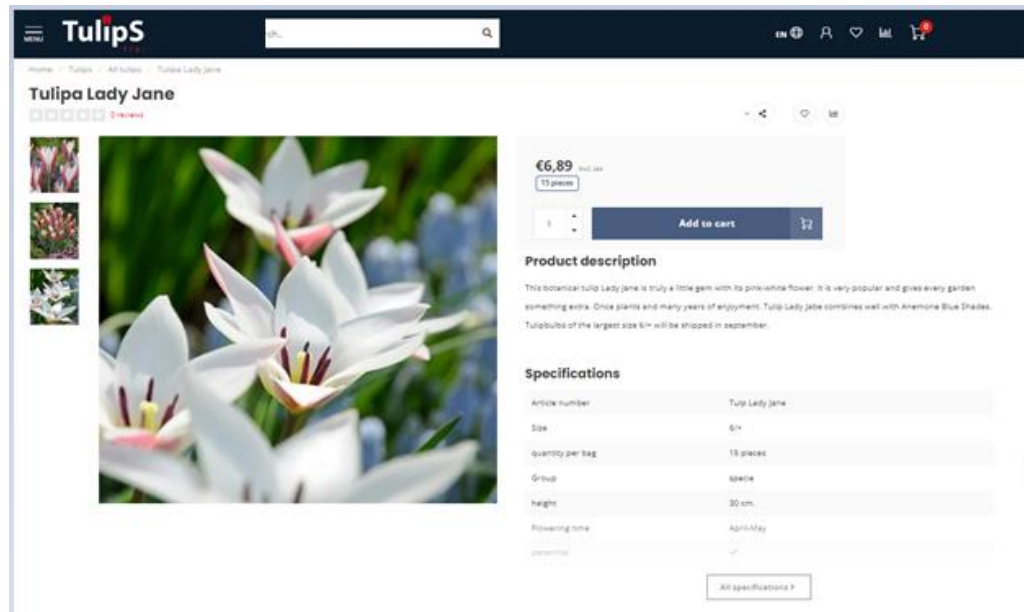 MENU
TulipS
EN
0
Home / Tulips / All tulips / Tulipa Lady Jane
Tulipa Lady Jane
0 reviews
€6,89 Incl. tax
15 pieces
1
Add to cart
Product description
This botanical tulip Lady Jane is truly a little gem with its pink-white flower. It is very popular and gives every garden
something extra. Once plants and many years of enjoyment. Tulip Lady Jabe combines well with Anemone Blue Shades.
Tulipbulbs of the largest size 6/+ will be shipped in september.
Specifications
Article number Tulp Lady Jane
Size 6/+
quantity per bag 15 pieces
Group specie
height 30 cm.
Flowering time April-May
perennial ✓
All specifications >